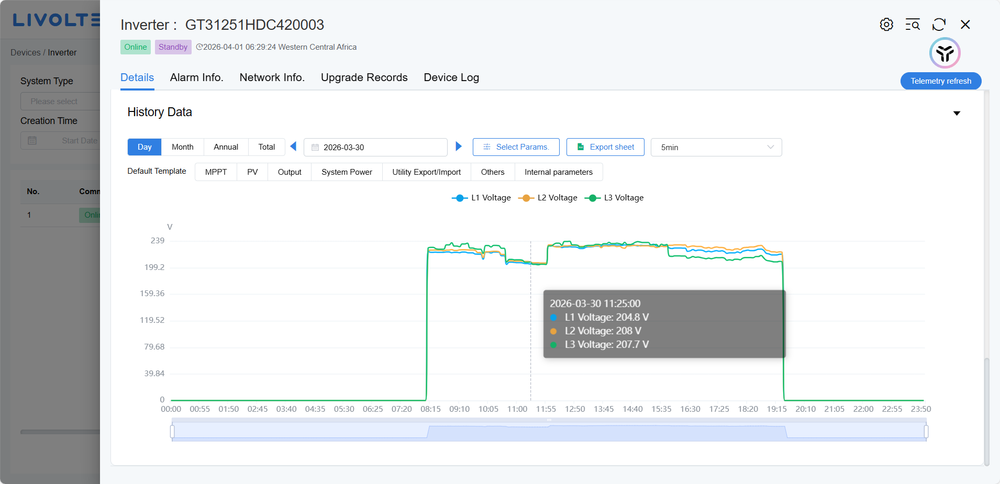 LIVOLTE
Inverter : GT31251HDC420003
Online Standby 2026-04-01 06:29:24 Western Central Africa
Devices / Inverter
Details Alarm Info. Network Info. Upgrade Records Device Log
Telemetry refresh
System Type
Please select
Creation Time
Start Date
No. Comm
1 Onli
History Data
Day Month Annual Total 2026-03-30 Select Params. Export sheet 5min
Default Template MPPT PV Output System Power Utility Export/Import Others Internal parameters
L1 Voltage L2 Voltage L3 Voltage
V
239
199.2
159.36
119.52
79.68
39.84
0
2026-03-30 11:25:00
L1 Voltage: 204.8 V
L2 Voltage: 208 V
L3 Voltage: 207.7 V
00:00 00:55 01:50 02:45 03:40 04:35 05:30 06:25 07:20 08:15 09:10 10:05 11:00 11:55 12:50 13:45 14:40 15:35 16:30 17:25 18:20 19:15 20:10 21:05 22:00 22:55 23:50